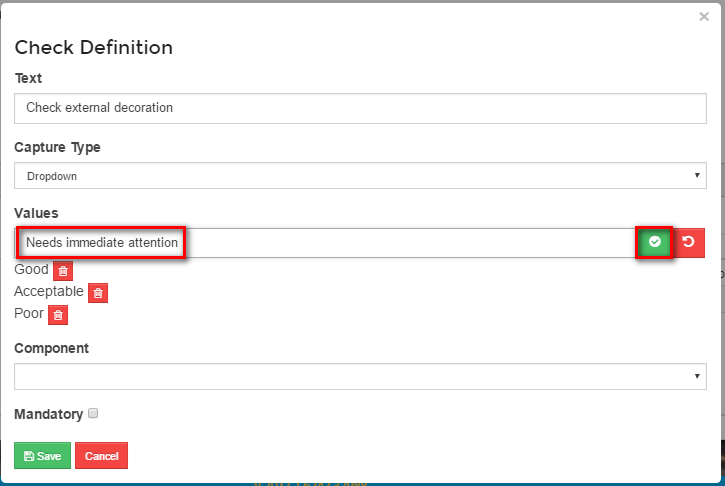 ×
Check Definition
Text
Check external decoration
Capture Type
Dropdown
Values
Needs immediate attention
Good
Acceptable
Poor
Component
Mandatory
Save Cancel